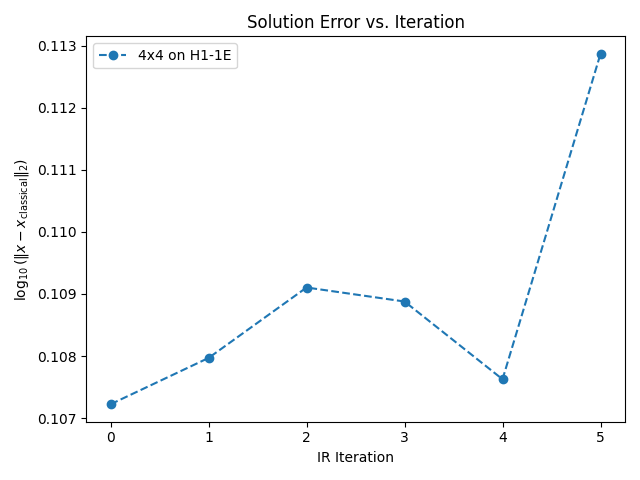 Solution Error vs. Iteration
4x4 on H1-1E
0.113
0.112
0.111
0.110
0.109
0.108
0.107
log₁₀ (‖x − x_classical‖₂)
0 1 2 3 4 5
IR Iteration